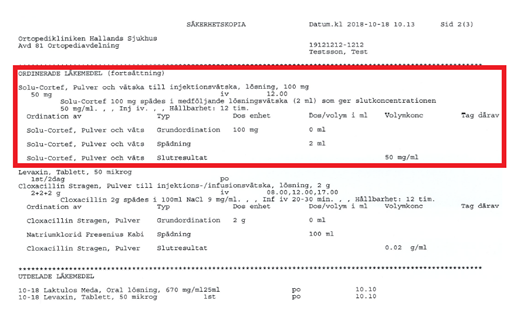 SÄKERHETSKOPIA Datum.kl 2018-10-18 10.13 Sid 2(3)
Ortopedikliniken Hallands Sjukhus
Avd 81 Ortopediavdelning 19121212-1212
Testsson, Test
********************************************************************************
ORDINERADE LÄKEMEDEL (fortsättning)
Solu-Cortef, Pulver och vätska till injektionsvätska, lösning, 100 mg
50 mg iv 12.00
Solu-Cortef 100 mg spädes i medföljande lösningsvätska (2 ml) som ger slutkoncentrationen
50 mg/ml. , , Inj iv. , , Hållbarhet: 12 tim.
Ordination av Typ Dos enhet Dos/volym i ml Volymkonc Tag därav
Solu-Cortef, Pulver och väts Grundordination 100 mg 0 ml
Solu-Cortef, Pulver och väts Spädning 2 ml
Solu-Cortef, Pulver och väts Slutresultat 50 mg/ml
Levaxin, Tablett, 50 mikrog
1st/2dag po
Cloxacillin Stragen, Pulver till injektions-/infusionsvätska, lösning, 2 g
2+2+2 g iv 08.00,12.00,17.00
Cloxacillin 2g spädes i 100ml NaCl 9 mg/ml. , , Inf iv 20-30 min. , , Hållbarhet: 12 tim.
Ordination av Typ Dos enhet Dos/volym i ml Volymkonc Tag därav
Cloxacillin Stragen, Pulver Grundordination 2 g 0 ml
Natriumklorid Fresenius Kabi Spädning 100 ml
Cloxacillin Stragen, Pulver Slutresultat 0.02 g/ml
********************************************************************************
UTDELADE LÄKEMEDEL
10-18 Laktulos Meda, Oral lösning, 670 mg/ml25ml po 10.10
10-18 Levaxin, Tablett, 50 mikrog 1st po 10.10